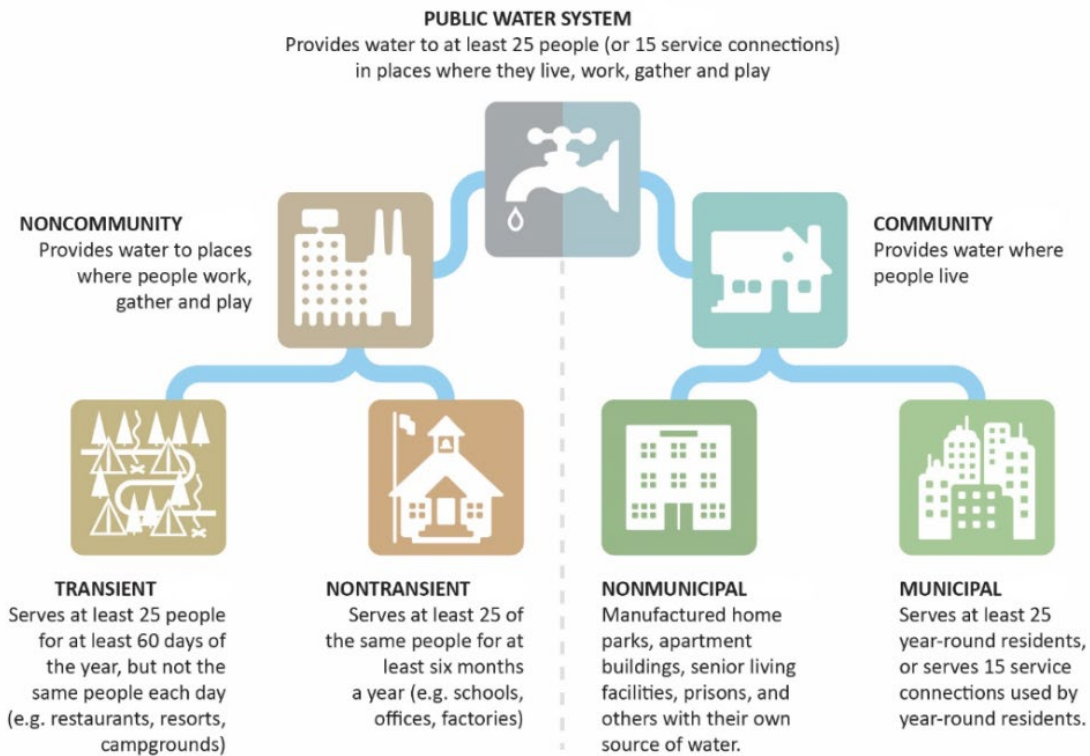 PUBLIC WATER SYSTEM
Provides water to at least 25 people (or 15 service connections)
in places where they live, work, gather and play
NONCOMMUNITY
Provides water to places
where people work,
gather and play
COMMUNITY
Provides water where
people live
TRANSIENT
Serves at least 25 people
for at least 60 days of
the year, but not the
same people each day
(e.g. restaurants, resorts,
campgrounds)
NONTRANSIENT
Serves at least 25 of
the same people for at
least six months
a year (e.g. schools,
offices, factories)
NONMUNICIPAL
Manufactured home
parks, apartment
buildings, senior living
facilities, prisons, and
others with their own
source of water.
MUNICIPAL
Serves at least 25
year-round residents,
or serves 15 service
connections used by
year-round residents.